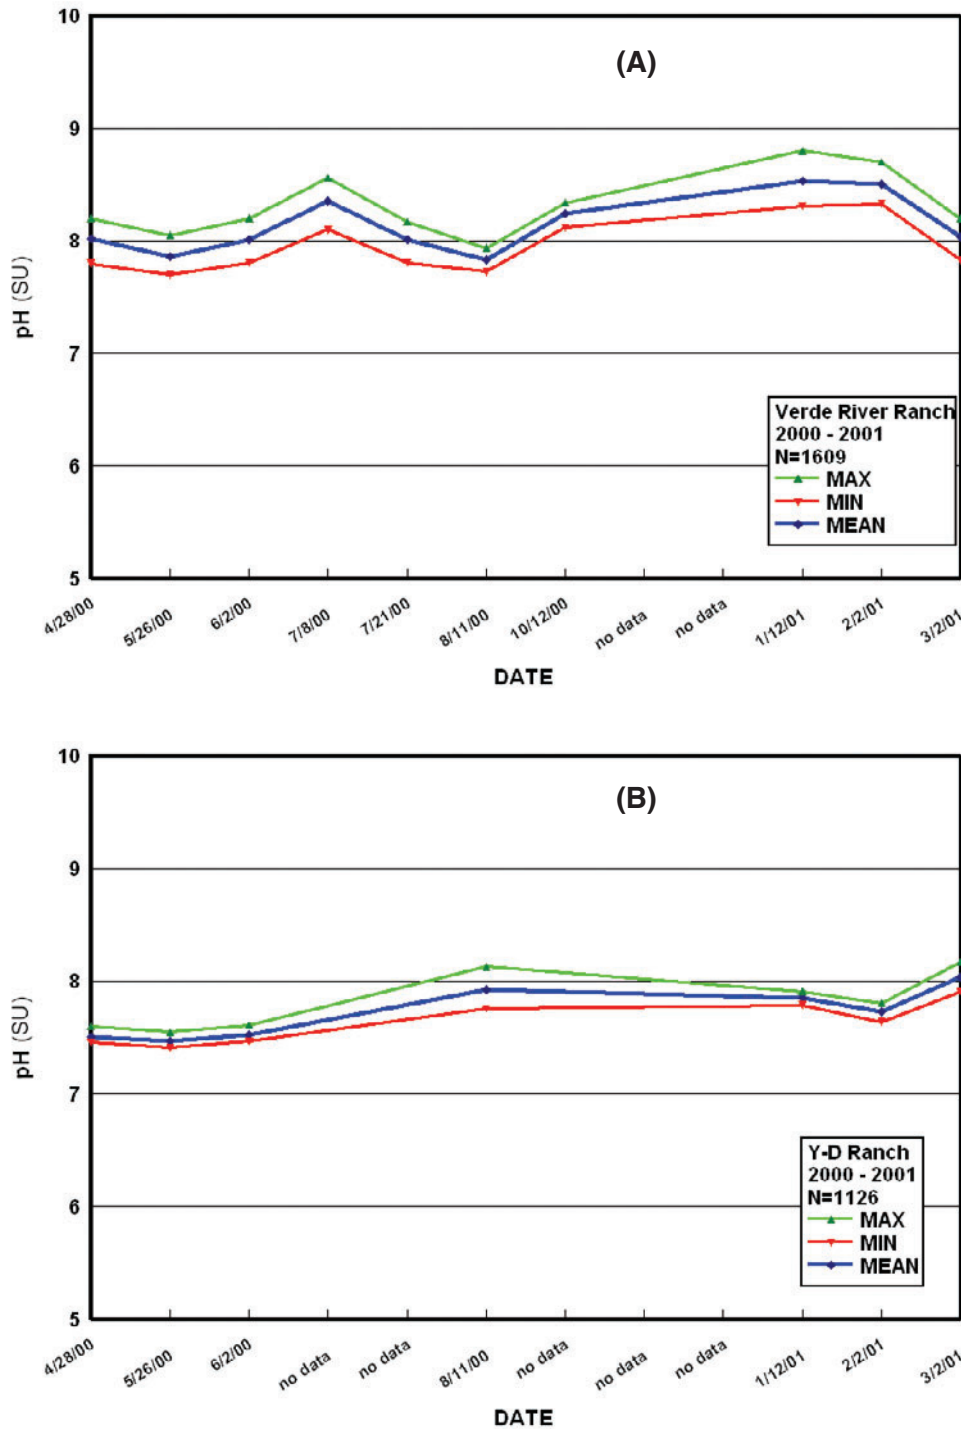 10
(A)
9
8
7
6
5
pH (SU)
Verde River Ranch
2000 - 2001
N=1609
MAX
MIN
MEAN
4/28/00
5/26/00
6/2/00
7/8/00
7/21/00
8/11/00
10/12/00
no data
no data
1/12/01
2/2/01
3/2/01
DATE
10
(B)
9
8
7
6
5
pH (SU)
Y-D Ranch
2000 - 2001
N=1126
MAX
MIN
MEAN
4/28/00
5/26/00
6/2/00
no data
no data
8/11/00
no data
no data
no data
1/12/01
2/2/01
3/2/01
DATE